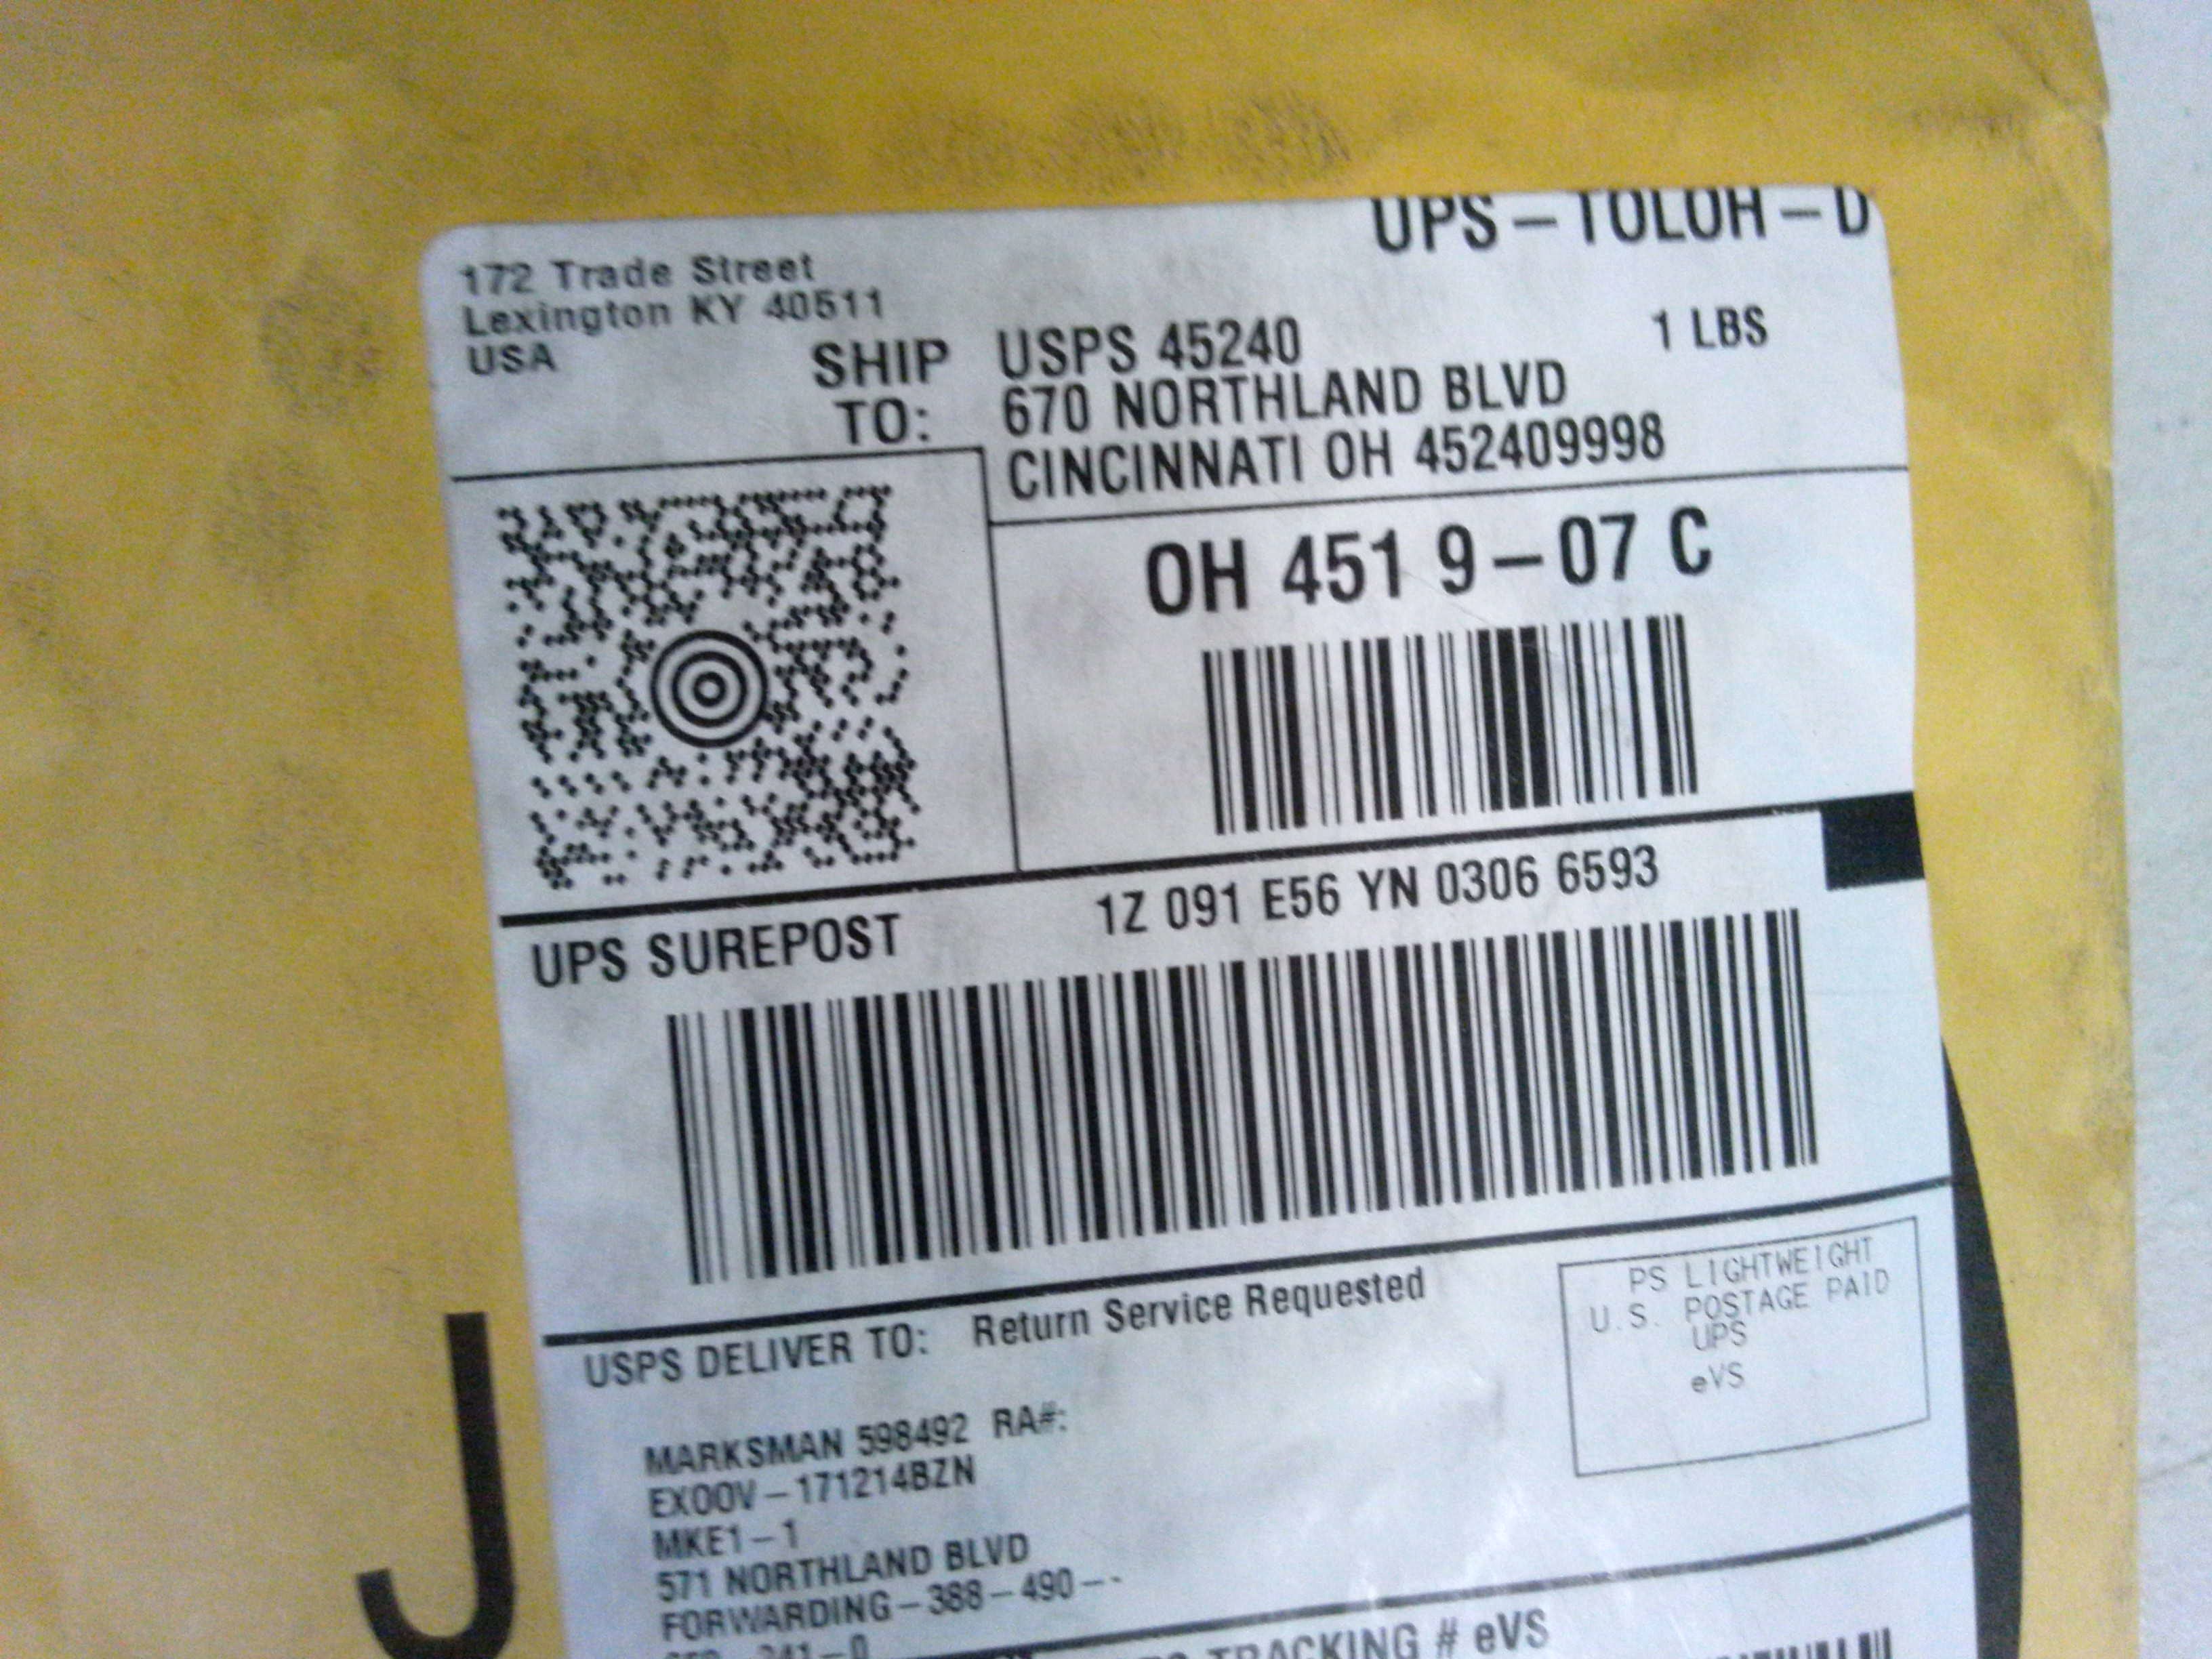 UPS – TOLOH – D
172 Trade Street
Lexington KY 40511
USA
1 LBS
SHIP TO:
USPS 45240
670 NORTHLAND BLVD
CINCINNATI OH 452409998
OH 451 9 – 07 C
UPS SUREPOST
1Z 091 E56 YN 0306 6593
USPS DELIVER TO: Return Service Requested
PS LIGHTWEIGHT
U.S. POSTAGE PAID
UPS
eVS
MARKSMAN 598492 RA#:
EX00V – 171214BZN
MKE1 – 1
571 NORTHLAND BLVD
FORWARDING – 388 – 490 – -
TRACKING # eVS
J